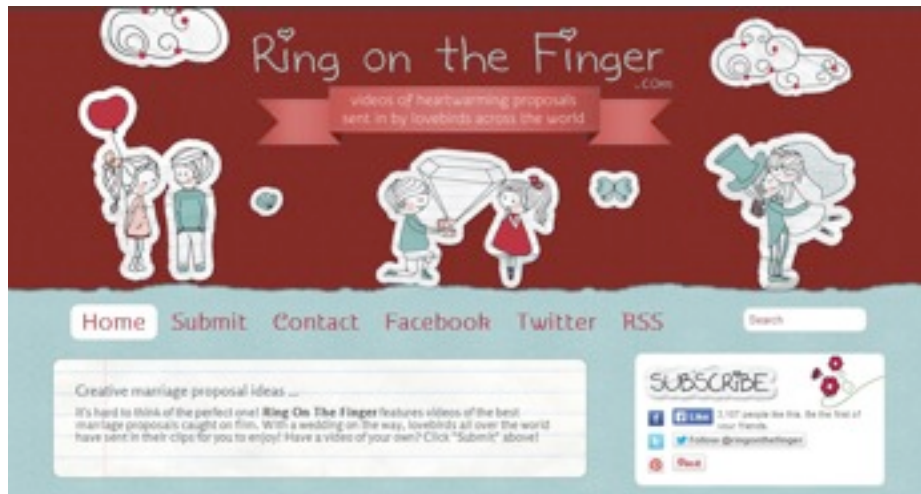 Ring on the Finger
.com
videos of heartwarming proposals
sent in by lovebirds across the world
Home Submit Contact Facebook Twitter RSS Search
Creative marriage proposal ideas ...
It's hard to think of the perfect one! Ring On The Finger features videos of the best
marriage proposals caught on film. With a wedding on the way, lovebirds all over the world
have sent in their clips for you to enjoy! Have a video of your own? Click "Submit" above!
SUBSCRIBE
Like 3,107 people like this. Be the first of
your friends.
Follow @ringonthefinger
Pin it